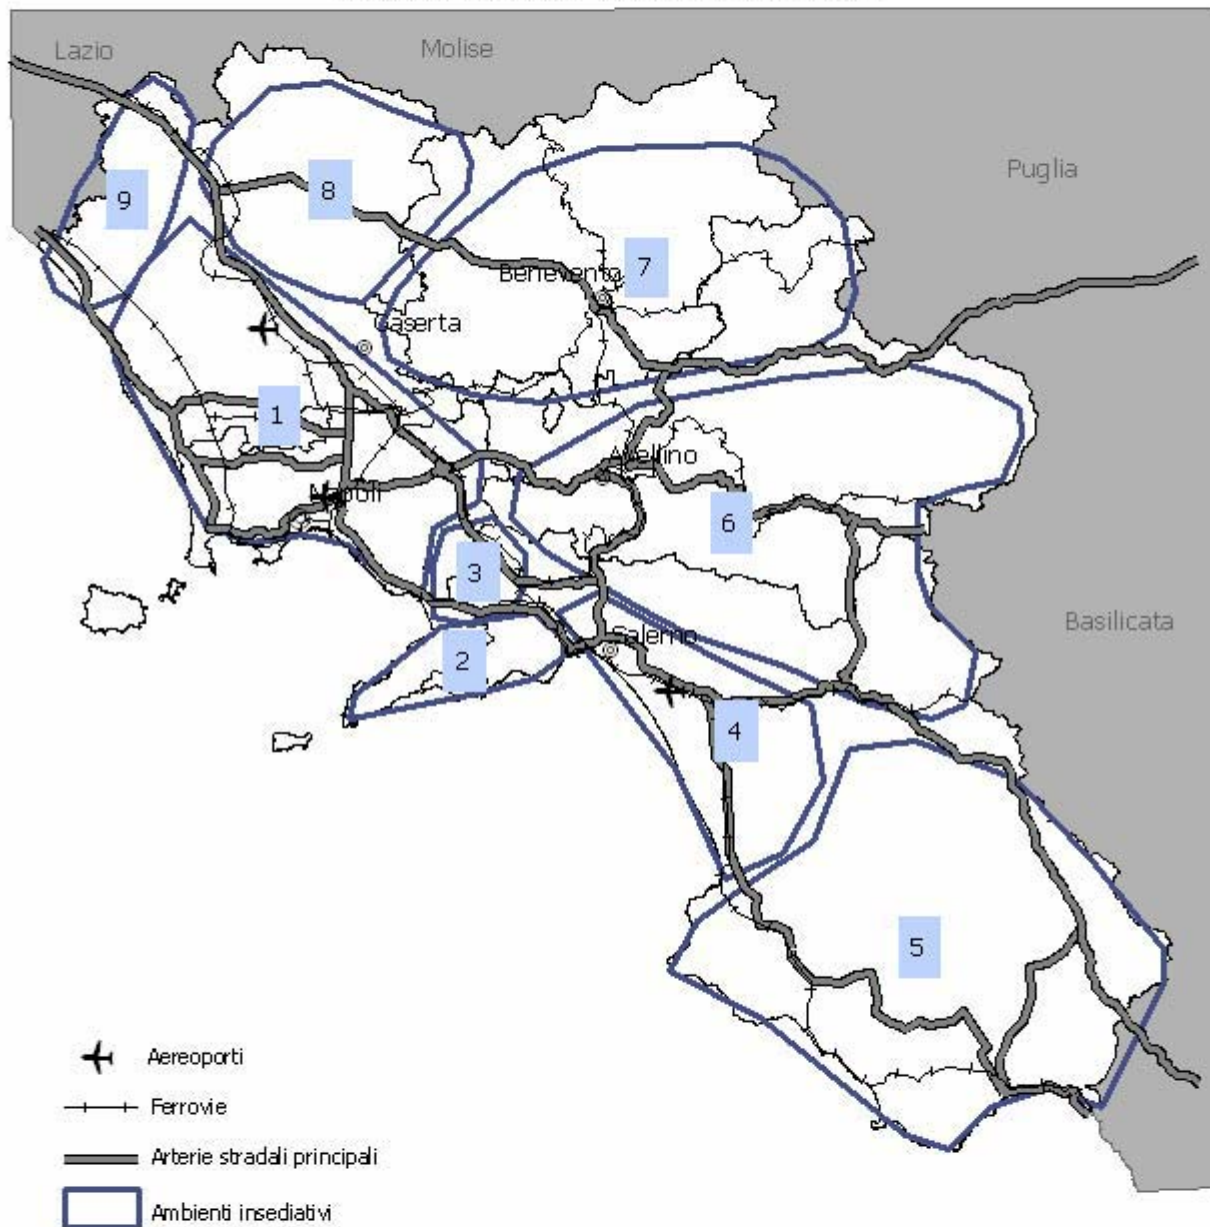 Lazio
Molise
Puglia
9
8
7
Benevento
Caserta
1
Avellino
Napoli
6
3
Basilicata
Salerno
2
4
5
Aereoporti
Ferrovie
Arterie stradali principali
Ambienti insediativi